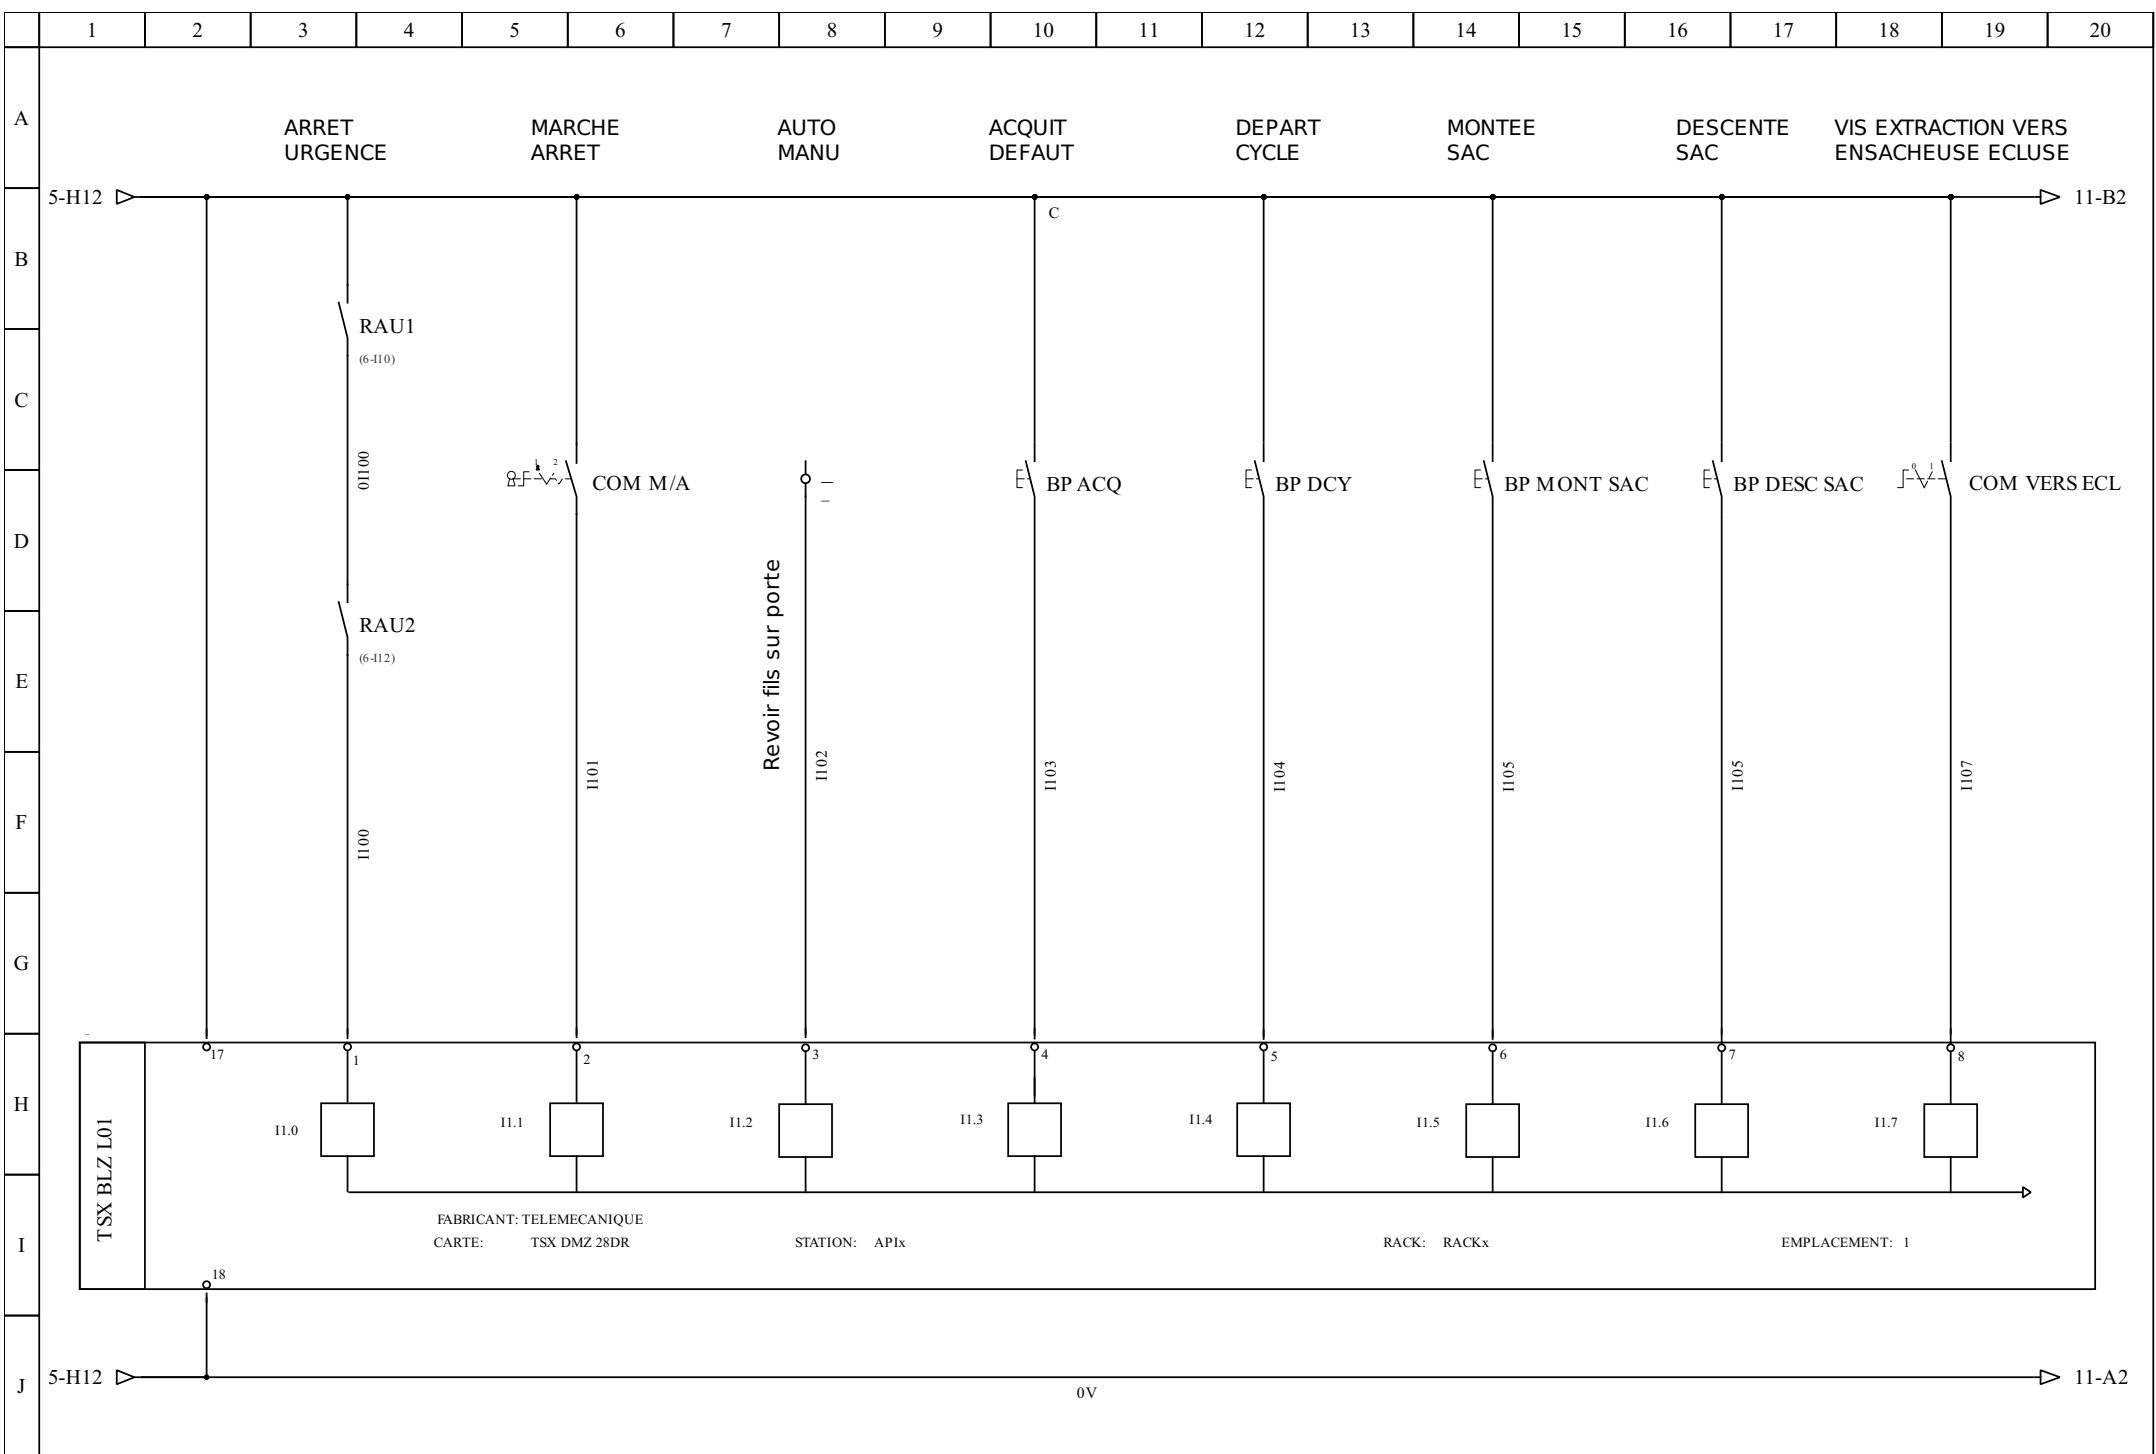 1 2 3 4 5 6 7 8 9 10 11 12 13 14 15 16 17 18 19 20
A
ARRET
URGENCE
MARCHE
ARRET
AUTO
MANU
ACQUIT
DEFAUT
DEPART
CYCLE
MONTEE
SAC
DESCENTE
SAC
VIS EXTRACTION VERS
ENSACHEUSE ECLUSE
5-H12
C
11-B2
B
RAU1
(6-I10)
C
0I100
1 2
COM M/A
BP ACQ
BP DCY
BP MONT SAC
BP DESC SAC
0 1
COM VERS ECL
D
Revoir fils sur porte
RAU2
(6-I12)
E
I100
I101
I102
I103
I104
I105
I105
I107
F
G
17
1
2
3
4
5
6
7
8
H
TSX BLZ L01
I1.0
I1.1
I1.2
I1.3
I1.4
I1.5
I1.6
I1.7
I
FABRICANT: TELEMECANIQUE
CARTE: TSX DMZ 28DR
STATION: APIx
RACK: RACKx
EMPLACEMENT: 1
18
J
5-H12
0V
11-A2